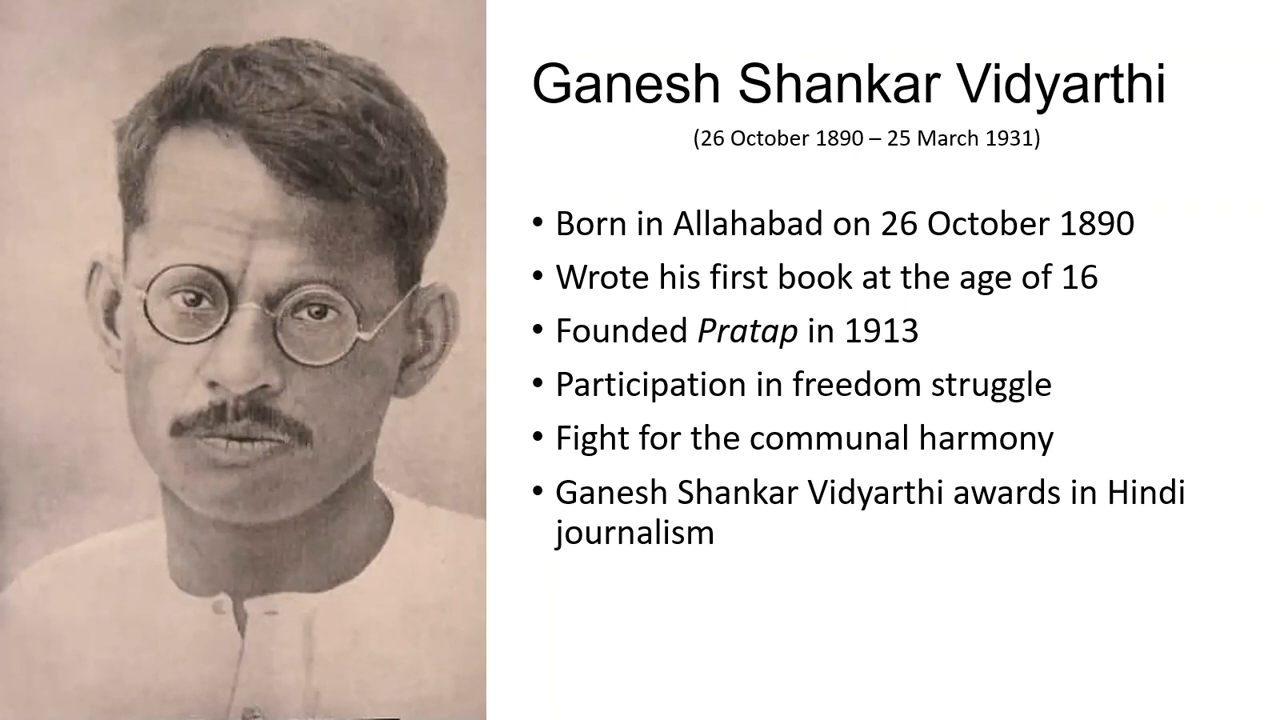 Ganesh Shankar Vidyarthi
(26 October 1890 – 25 March 1931)
• Born in Allahabad on 26 October 1890
• Wrote his first book at the age of 16
• Founded Pratap in 1913
• Participation in freedom struggle
• Fight for the communal harmony
• Ganesh Shankar Vidyarthi awards in Hindi
journalism